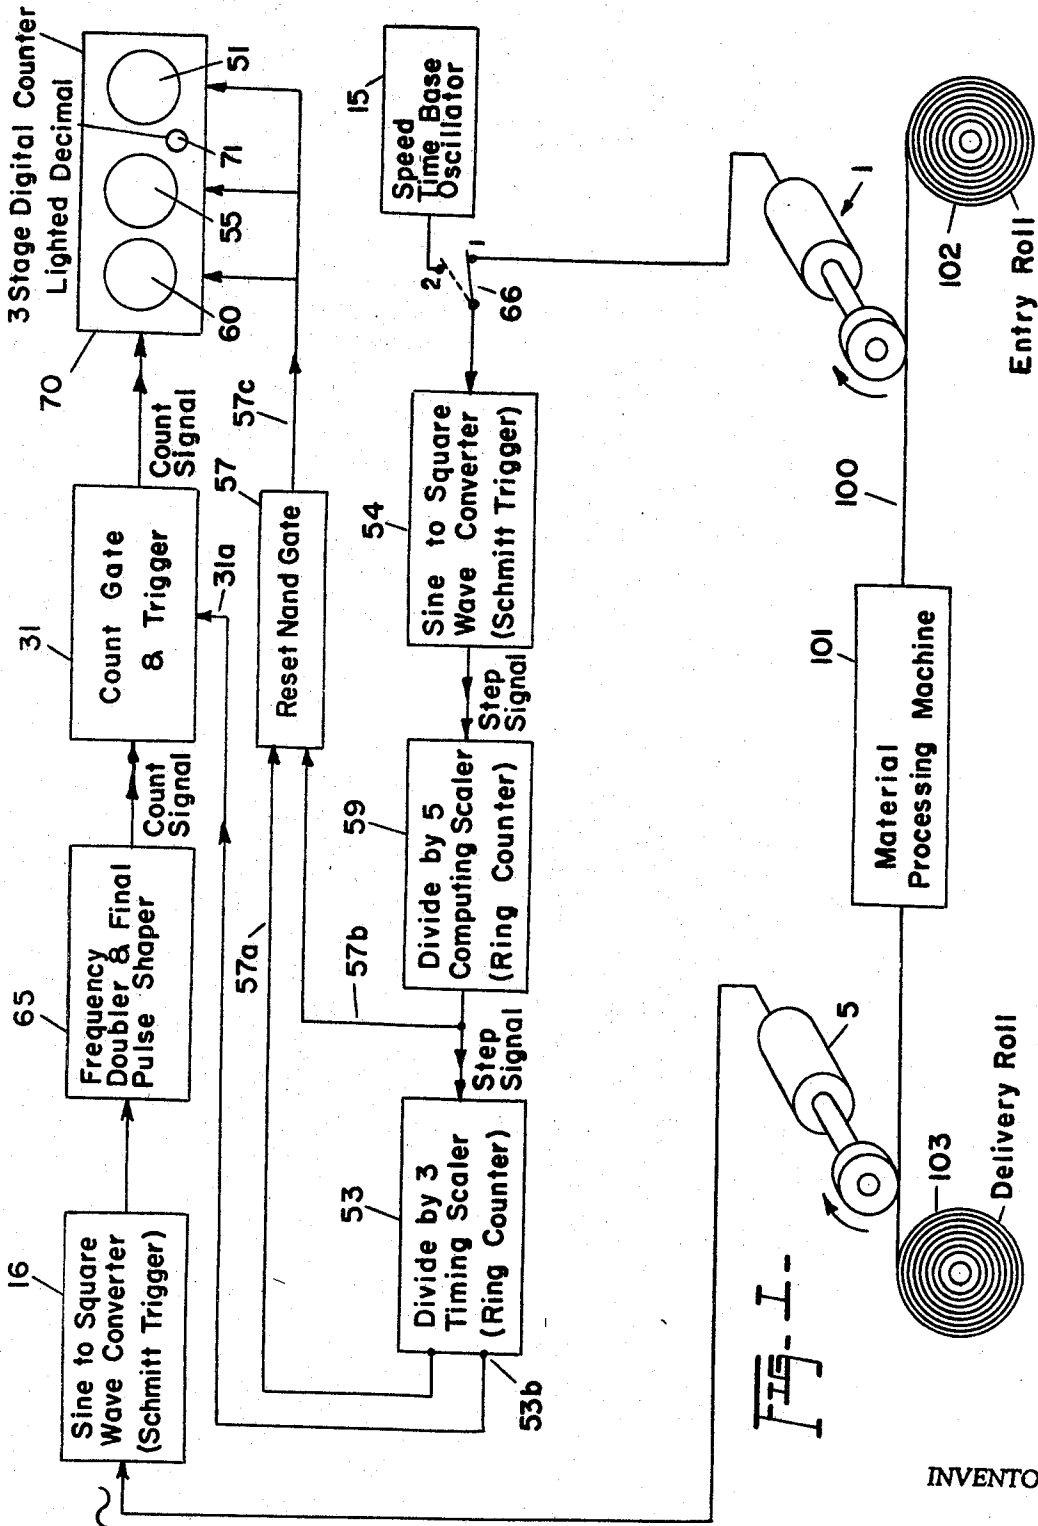 3 Stage Digital Counter
Lighted Decimal
70
60
55
71
51
Count
Signal
31
Count Gate
& Trigger
31a
Count
Signal
65
Frequency
Doubler & Final
Pulse Shaper
16
Sine to Square
Wave Converter
(Schmitt Trigger)
57c
57
Reset Nand Gate
57a
57b
15
Speed
Time Base
Oscillator
2
1
66
54
Sine to Square
Wave Converter
(Schmitt Trigger)
Step
Signal
59
Divide by 5
Computing Scaler
(Ring Counter)
Step
Signal
53
Divide by 3
Timing Scaler
(Ring Counter)
53b
1
102
Entry Roll
100
101
Material
Processing Machine
5
103
Delivery Roll
Fig-1-
INVENTO